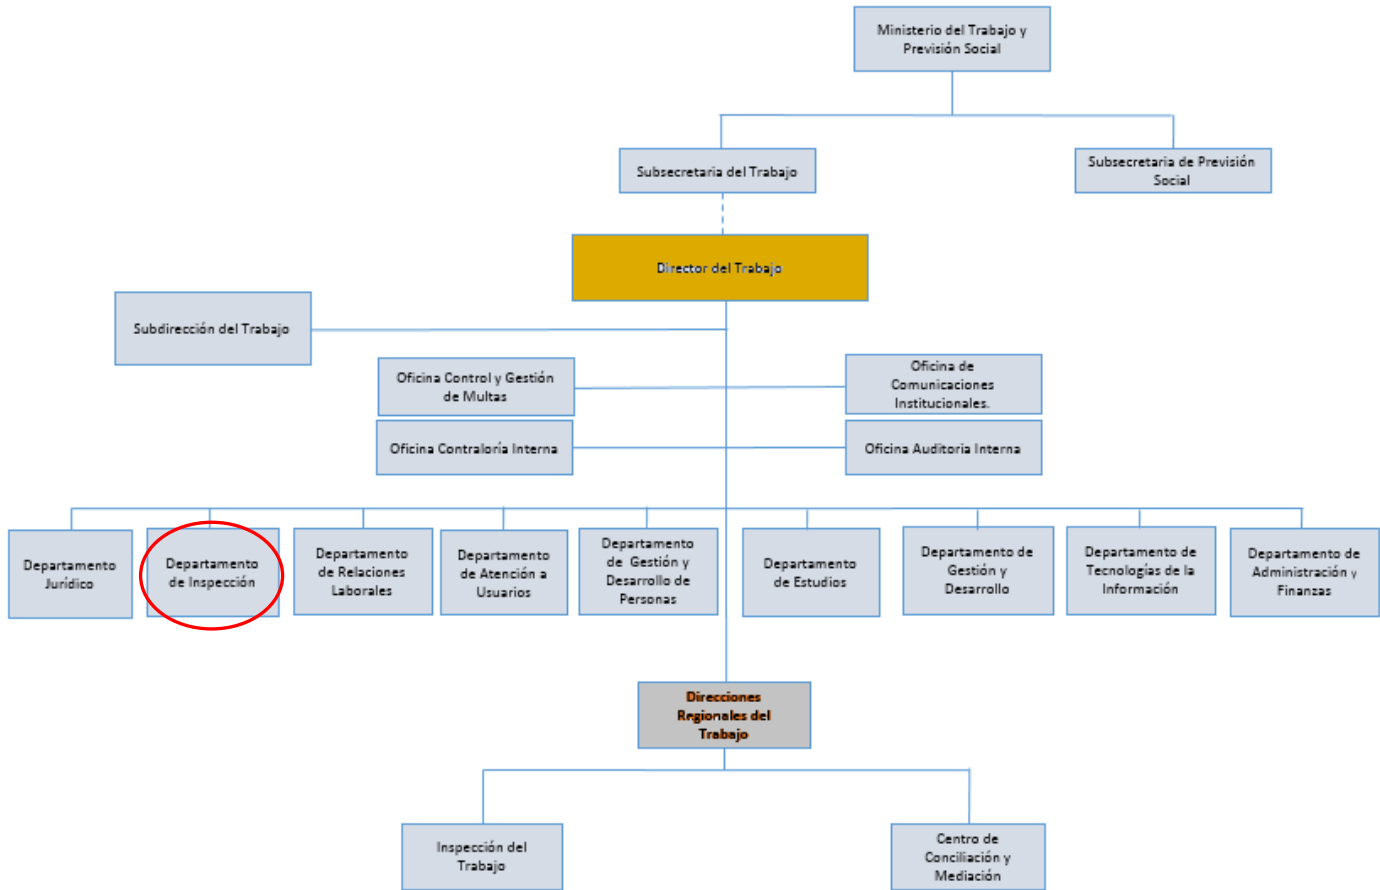 Ministerio del Trabajo y
Previsión Social
Subsecretaria del Trabajo
Subsecretaria de Previsión
Social
Director del Trabajo
Subdirección del Trabajo
Oficina Control y Gestión
de Multas
Oficina de
Comunicaciones
Institucionales.
Oficina Contraloría Interna
Oficina Auditoria Interna
Departamento
Jurídico
Departamento
de Inspección
Departamento
de Relaciones
Laborales
Departamento
de Atención a
Usuarios
Departamento
de Gestión y
Desarrollo de
Personas
Departamento
de Estudios
Departamento de
Gestión y
Desarrollo
Departamento de
Tecnologías de la
Información
Departamento de
Administración y
Finanzas
Direcciones
Regionales del
Trabajo
Inspección del
Trabajo
Centro de
Conciliación y
Mediación